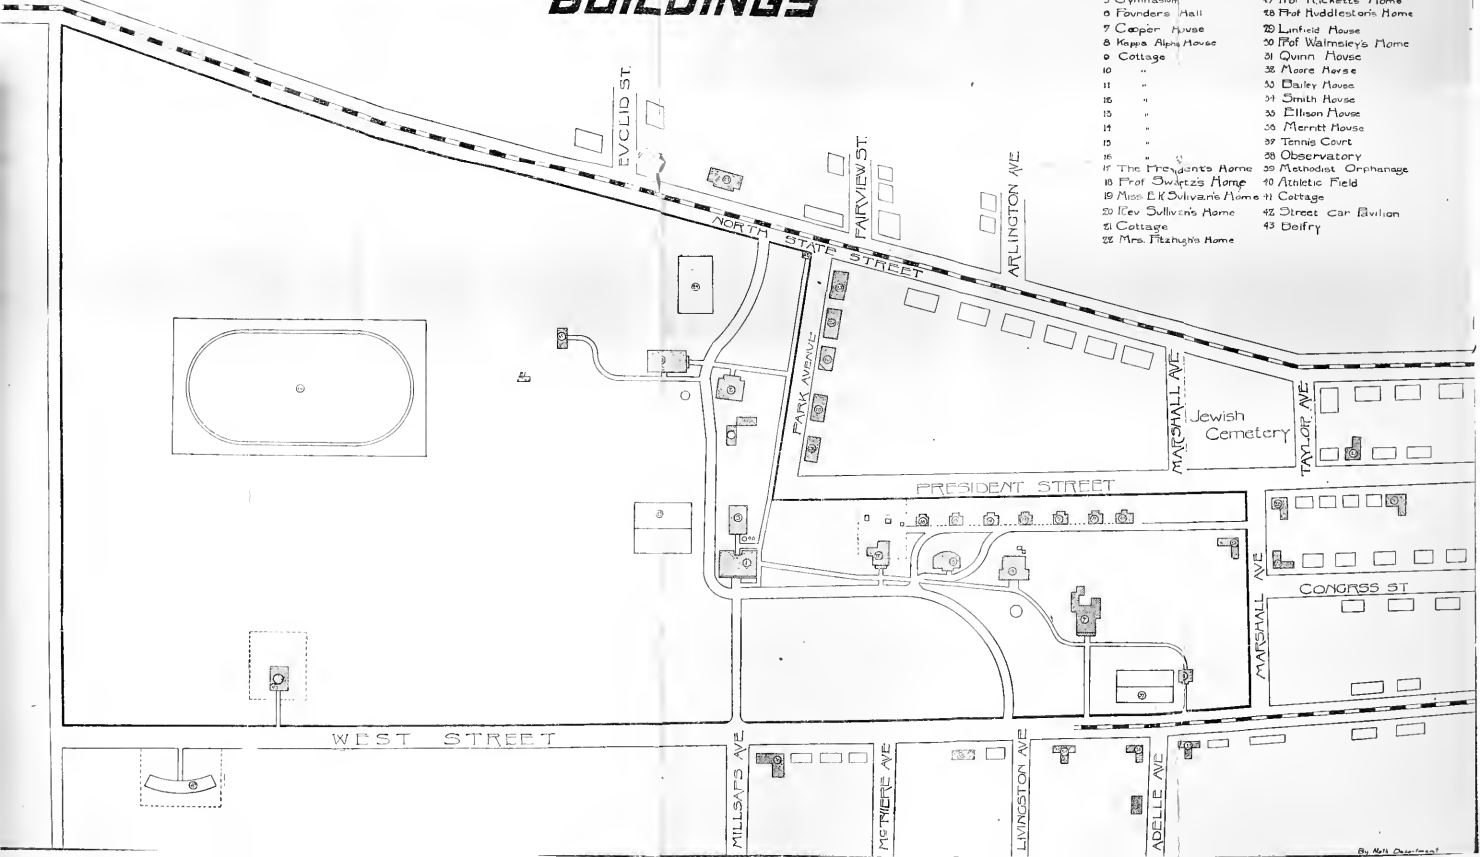 BUILDINGS
5 Gymnasium
6 Founders Hall
7 Cooper House
8 Kappa Alpha House
9 Cottage
10 "
11 "
12 "
13 "
14 "
15 "
16 "
17 The President's Home
18 Prof Swartz's Home
19 Miss E K Sulivan's Home
20 Rev Sullivan's Home
21 Cottage
22 Mrs. Fitzhugh's Home
27 Prof Ricketts Home
28 Prof Huddleston's Home
29 Linfield House
30 Prof Walmsley's Home
31 Quinn House
32 Moore House
33 Bailey House
34 Smith House
35 Ellison House
36 Merritt House
37 Tennis Court
38 Observatory
39 Methodist Orphanage
40 Athletic Field
41 Cottage
42 Street Car Pavilion
43 Belfry
EVCLID ST.
FAIRVIEW ST.
ARLINGTON AVE.
NORTH STATE STREET
PARK AVENUE
MARSHALL AVE
Jewish
Cemetery
TAYLOR AVE
PRESIDENT STREET
MARSHALL AVE
CONGRSS ST
WEST STREET
MILLSAPS AVE
McTYIERE AVE
LIVINGSTON AVE
ADELLE AVE
By Math Department